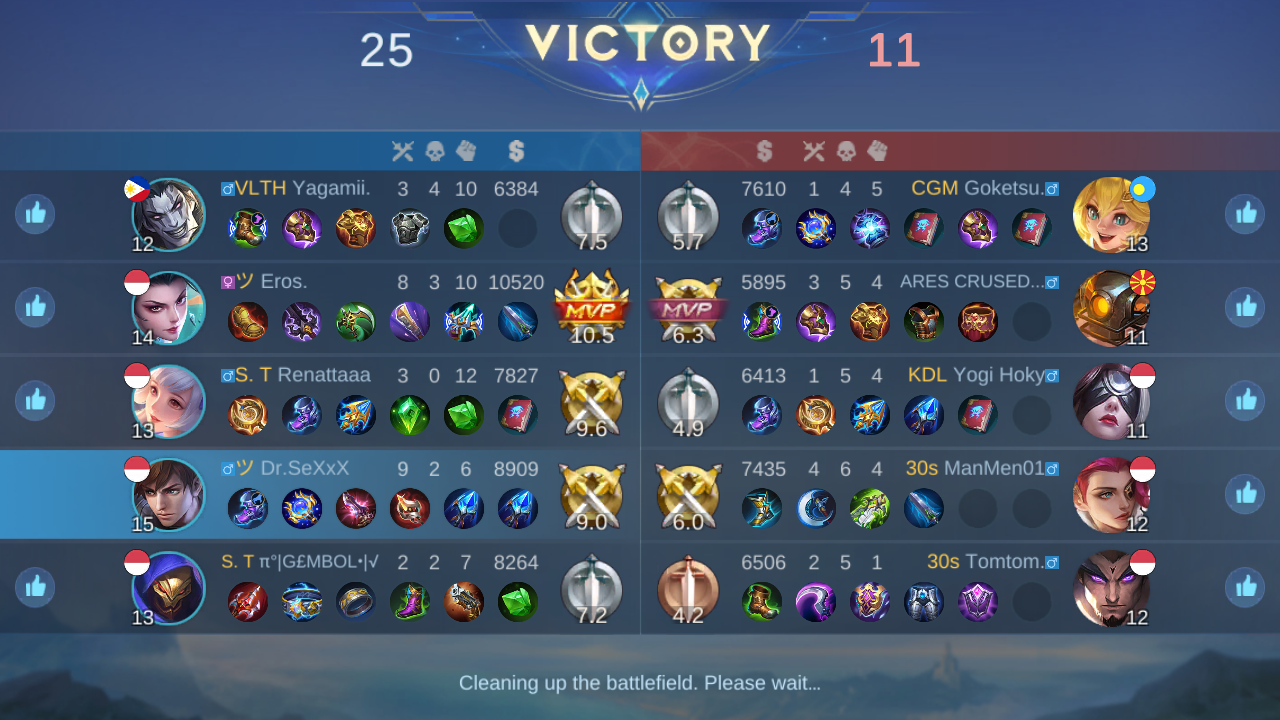 25 VICTORY 11
VLTH Yagamii. 3 4 10 6384
12 7.5
7610 1 4 5 CGM Goketsu.
5.7 13
ツ Eros. 8 3 10 10520
14 MVP 10.5
5895 3 5 4 ARES CRUSED...
MVP 6.3 11
S. T Renattaaa 3 0 12 7827
13 9.6
6413 1 5 4 KDL Yogi Hoky
4.9 11
ツ Dr.SeXxX 9 2 6 8909
15 9.0
7435 4 6 4 30s ManMen01
6.0 12
S. T π°|G£MBOL•|√ 2 2 7 8264
13 7.2
6506 2 5 1 30s Tomtom.
4.2 12
Cleaning up the battlefield. Please wait...